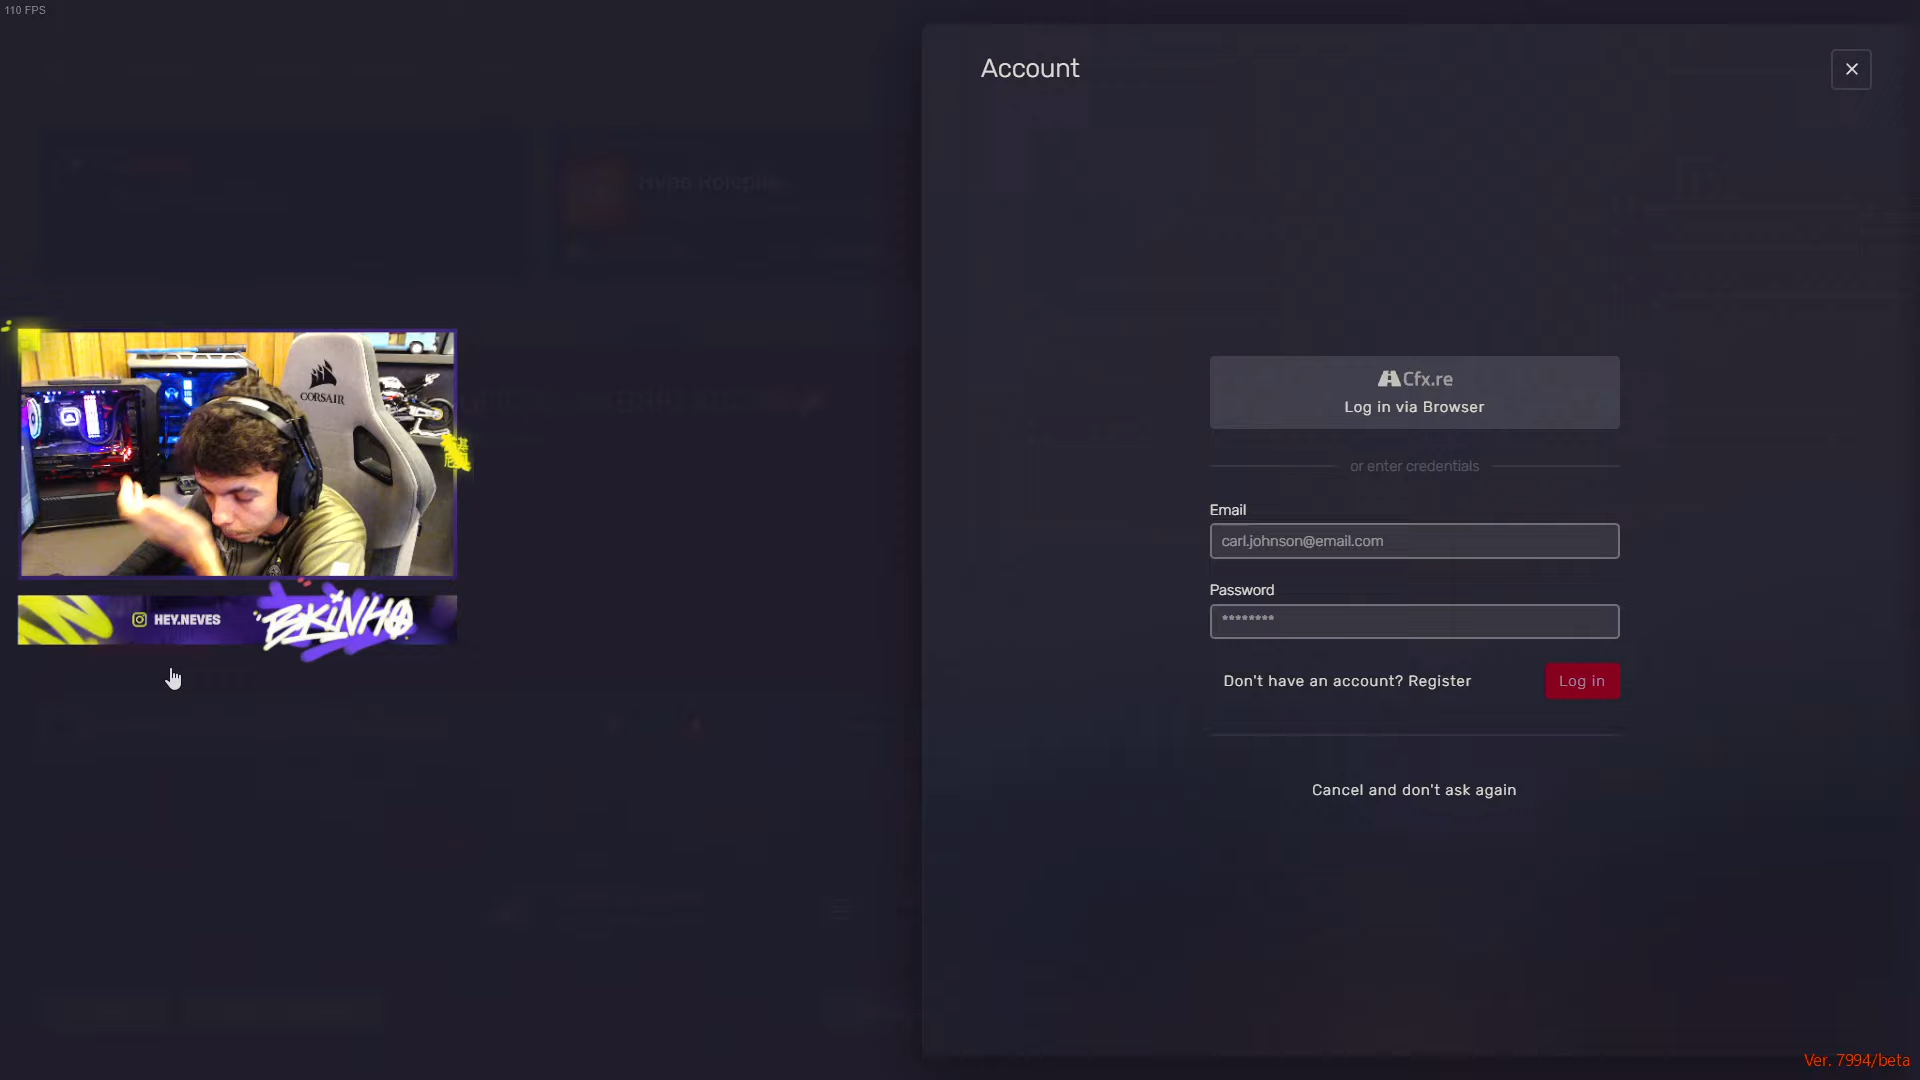 110 FPS
Account
Cfx.re
Log in via Browser
or enter credentials
Email
carl.johnson@email.com
Password
********
Don't have an account? Register
Log in
Cancel and don't ask again
CORSAIR
HEY.NEVES
BKINHO
Ver. 7994/beta